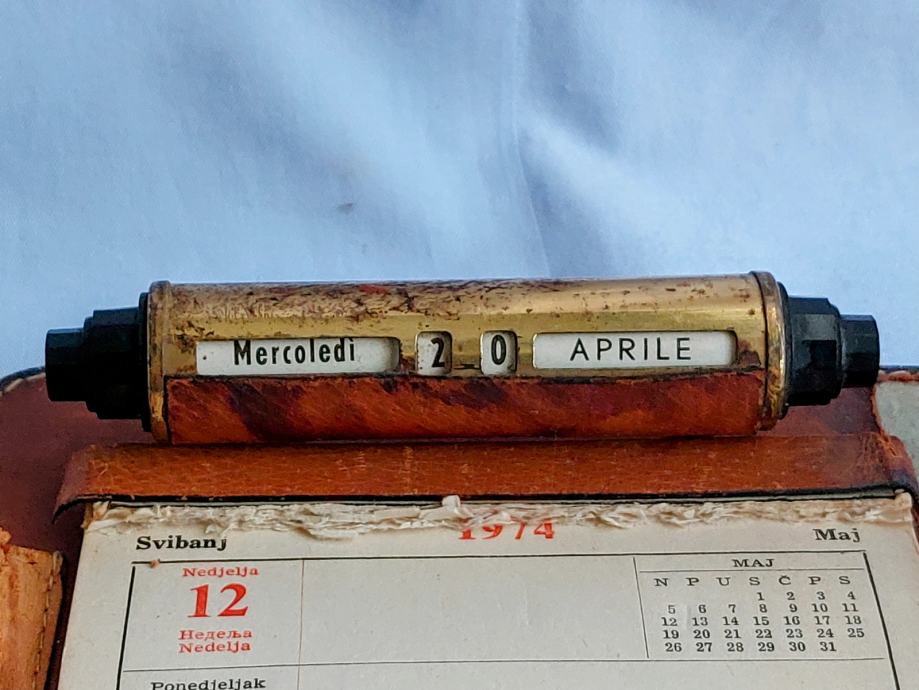 Mercoledì 2 0 APRILE
1974
Svibanj Maj
Nedjelja
12
Недеља
Nedelja
MAJ
N P U S Č P S
1 2 3 4
5 6 7 8 9 10 11
12 13 14 15 16 17 18
19 20 21 22 23 24 25
26 27 28 29 30 31
Ponedjeljak